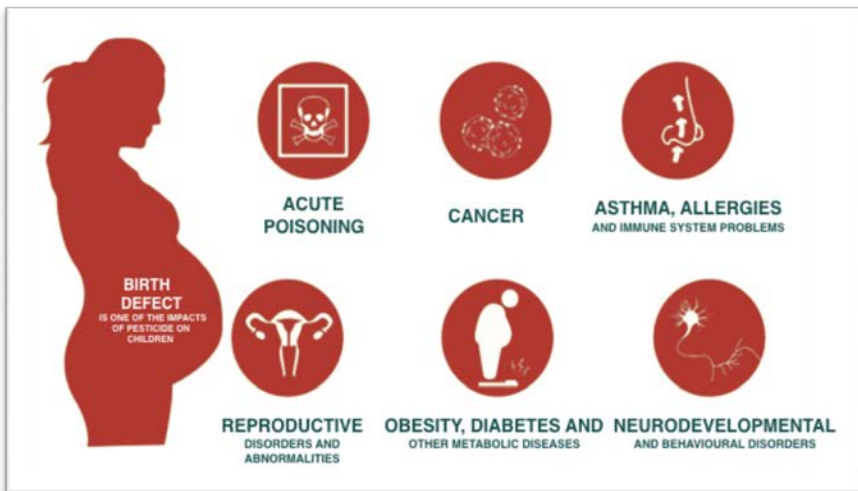 BIRTH
DEFECT
IS ONE OF THE IMPACTS
OF PESTICIDE ON
CHILDREN
ACUTE
POISONING
CANCER
ASTHMA, ALLERGIES
AND IMMUNE SYSTEM PROBLEMS
REPRODUCTIVE
DISORDERS AND
ABNORMALITIES
OBESITY, DIABETES AND
OTHER METABOLIC DISEASES
NEURODEVELOPMENTAL
AND BEHAVIOURAL DISORDERS